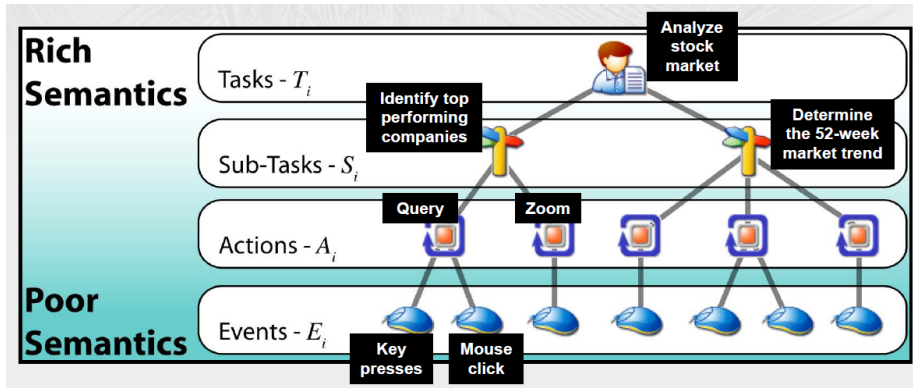 Rich
Semantics
Tasks - Tᵢ
Analyze
stock
market
Identify top
performing
companies
Determine
the 52-week
market trend
Sub-Tasks - Sᵢ
Query
Zoom
Actions - Aᵢ
Poor
Semantics
Events - Eᵢ
Key
presses
Mouse
click